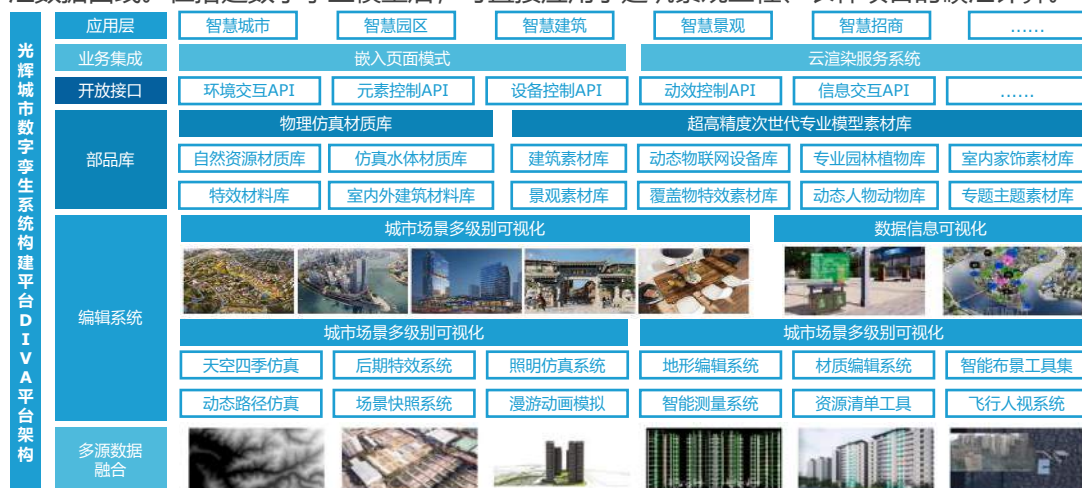 应用层
智慧城市
智慧园区
智慧建筑
智慧景观
智慧招商
……
业务集成
嵌入页面模式
云渲染服务系统
开放接口
环境交互API
元素控制API
设备控制API
动效控制API
信息交互API
……
部品库
物理仿真材质库
超高精度次世代专业模型素材库
自然资源材质库
仿真水体材质库
建筑素材库
动态物联网设备库
专业园林植物库
室内家饰素材库
特效材料库
室内外建筑材料库
景观素材库
覆盖物特效素材库
动态人物动物库
专题主题素材库
编辑系统
城市场景多级别可视化
数据信息可视化
城市场景多级别可视化
城市场景多级别可视化
天空四季仿真
后期特效系统
照明仿真系统
地形编辑系统
材质编辑系统
智能布景工具集
动态路径仿真
场景快照系统
漫游动画模拟
智能测量系统
资源清单工具
飞行人视系统
多源数据
融合
光辉城市数字孪生系统构建平台DIVA平台架构